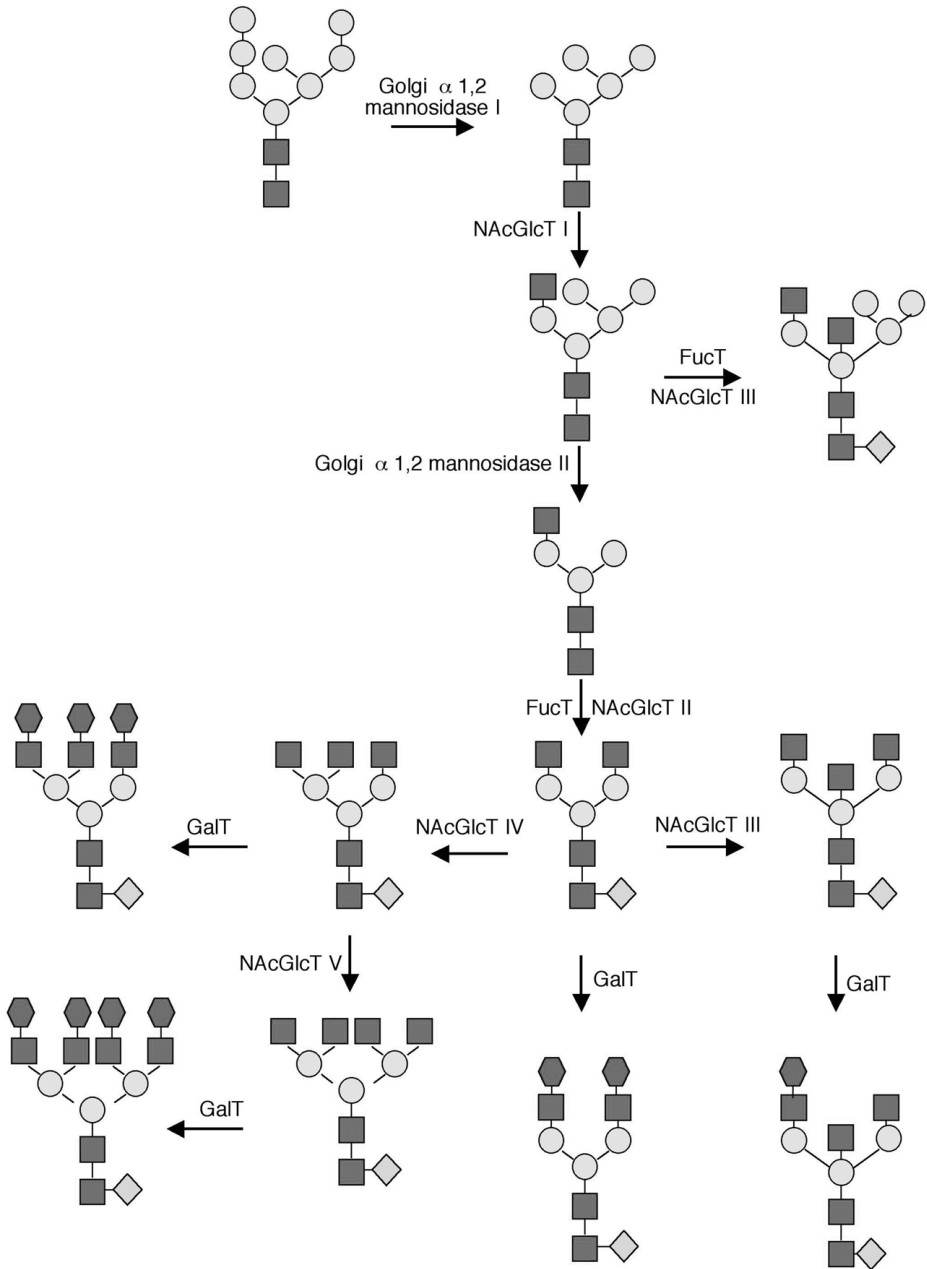 Golgi α 1,2
mannosidase I
NAcGlcT I
FucT
NAcGlcT III
Golgi α 1,2 mannosidase II
FucT NAcGlcT II
GalT
NAcGlcT IV
NAcGlcT III
NAcGlcT V
GalT
GalT
GalT